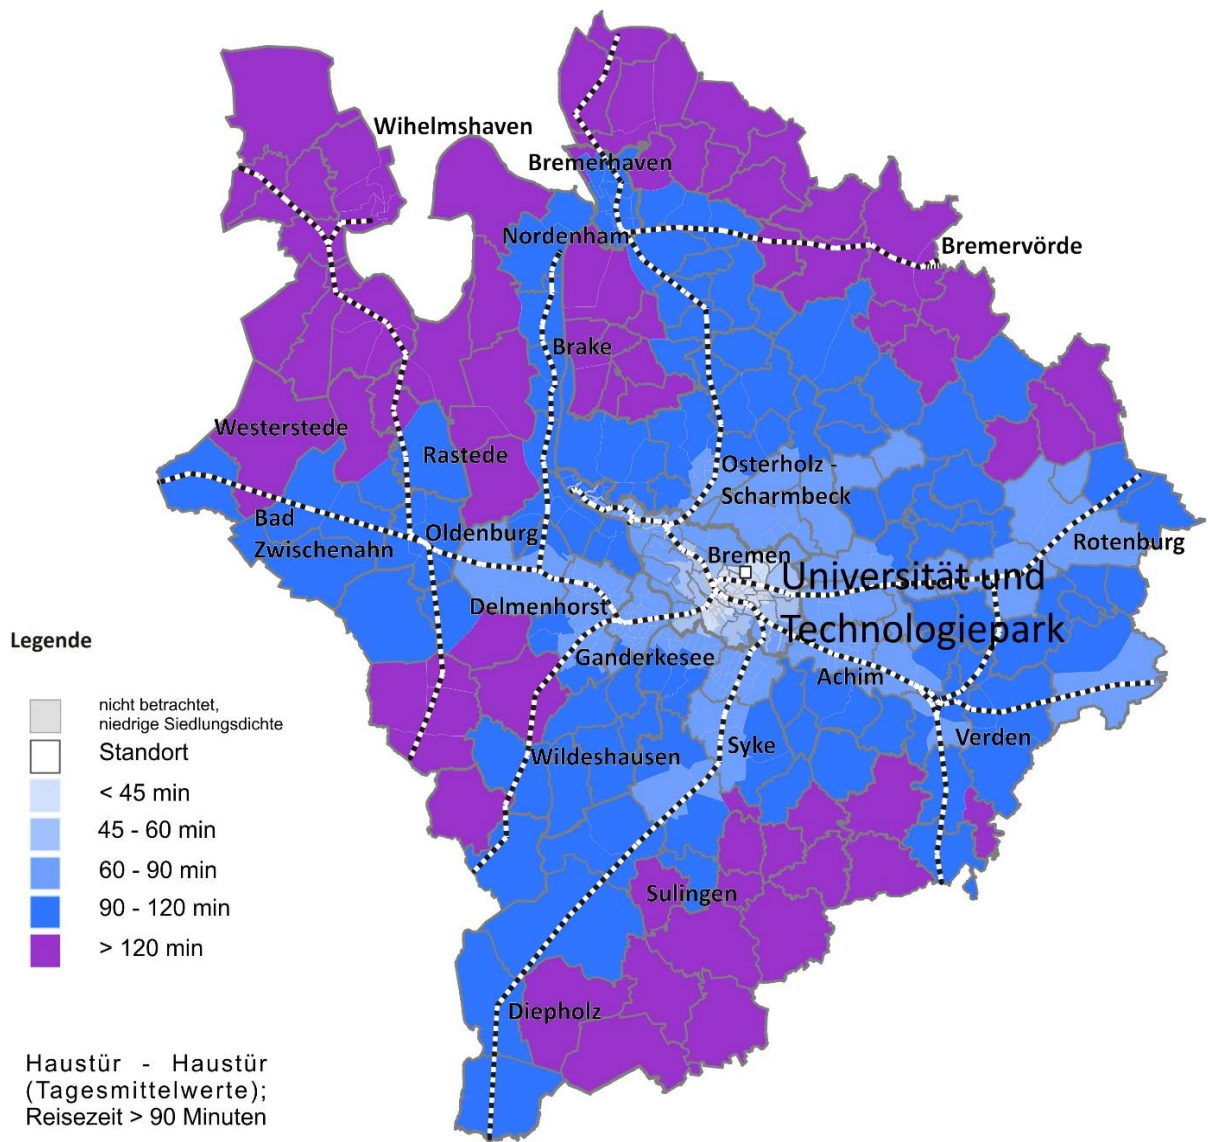 Wihelmshaven
Bremerhaven
Nordenham
Bremervörde
Brake
Westerstede
Rastede
Osterholz -
Scharmbeck
Bad
Zwischenahn
Oldenburg
Bremen
Rotenburg
Universität und
Technologiepark
Delmenhorst
Ganderkesee
Achim
Wildeshausen
Syke
Verden
Sulingen
Diepholz
Legende
nicht betrachtet,
niedrige Siedlungsdichte
Standort
< 45 min
45 - 60 min
60 - 90 min
90 - 120 min
> 120 min
Haustür - Haustür
(Tagesmittelwerte);
Reisezeit > 90 Minuten